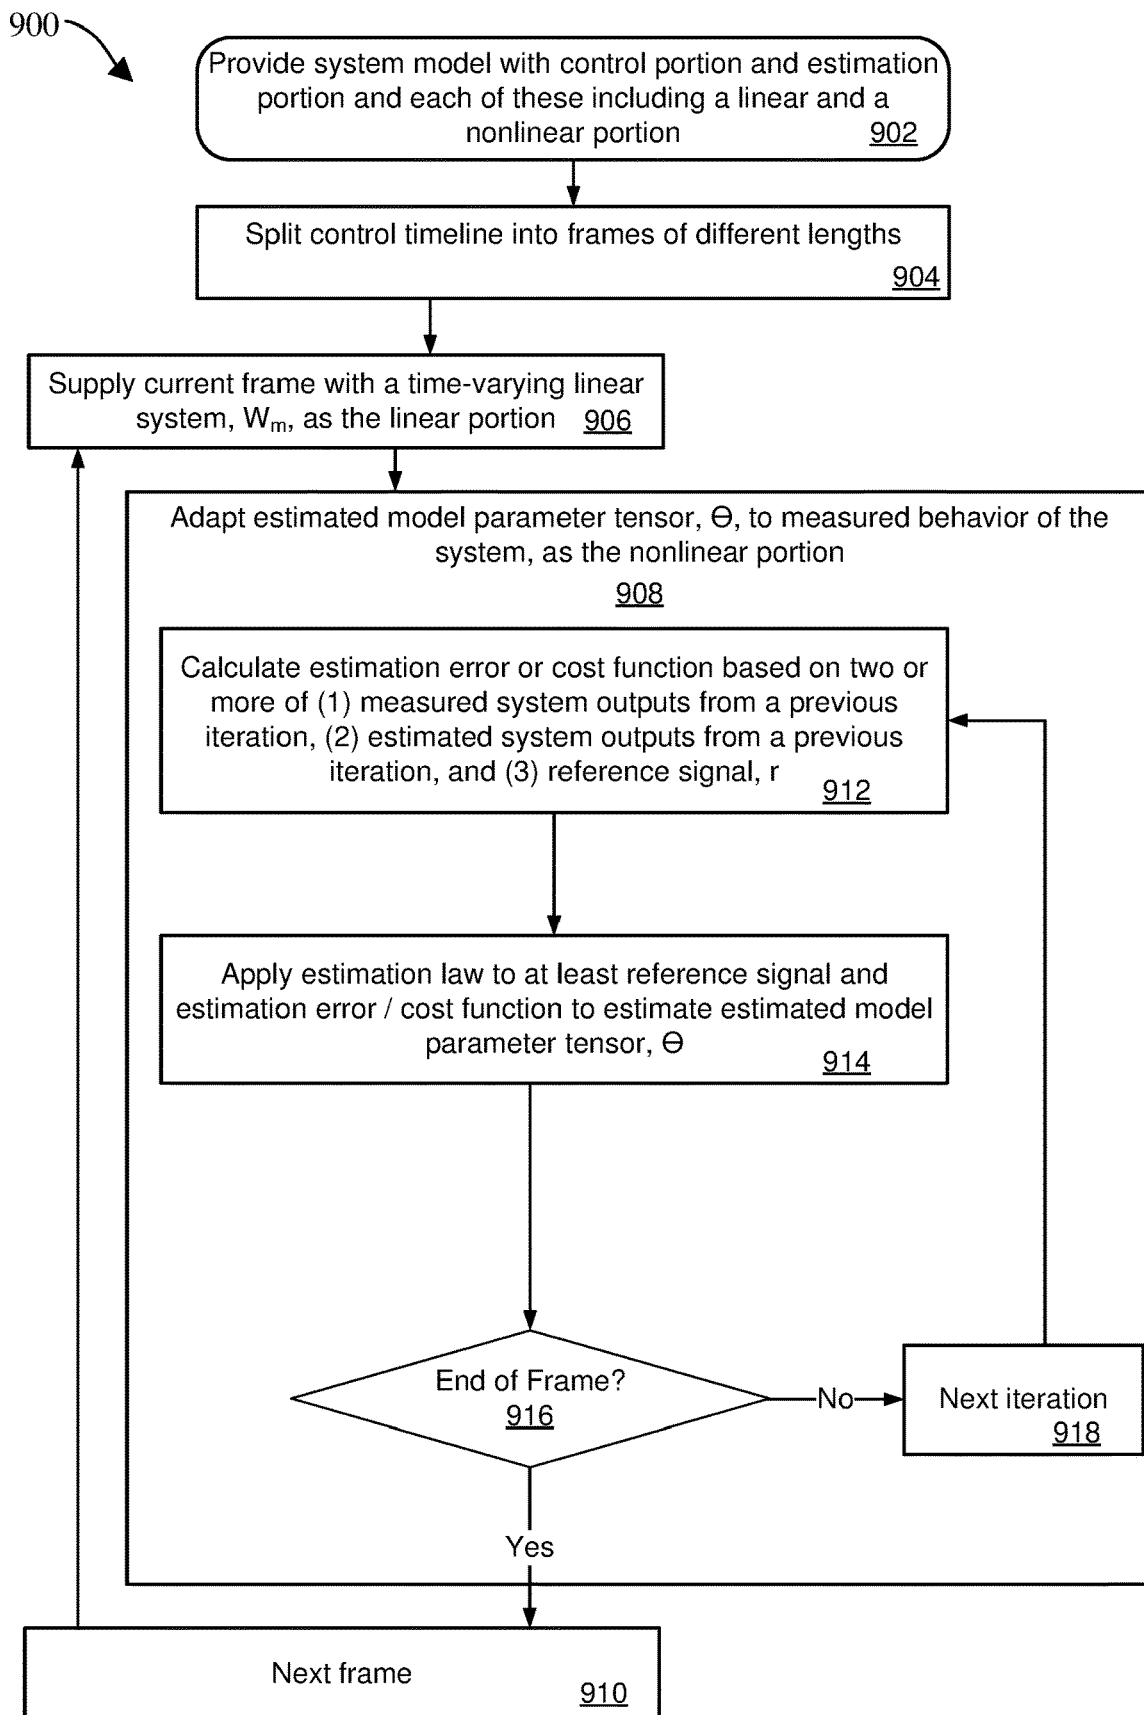 900
Provide system model with control portion and estimation
portion and each of these including a linear and a
nonlinear portion
902
Split control timeline into frames of different lengths
904
Supply current frame with a time-varying linear
system, Wm, as the linear portion 906
Adapt estimated model parameter tensor, Θ, to measured behavior of the
system, as the nonlinear portion
908
Calculate estimation error or cost function based on two or
more of (1) measured system outputs from a previous
iteration, (2) estimated system outputs from a previous
iteration, and (3) reference signal, r
912
Apply estimation law to at least reference signal and
estimation error / cost function to estimate estimated model
parameter tensor, Θ
914
End of Frame?
916
No
Next iteration
918
Yes
Next frame
910